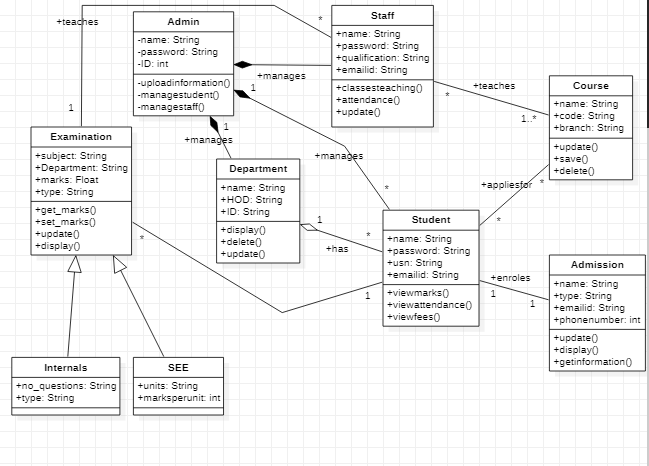 +teaches
1
*
Admin
-name: String
-password: String
-ID: int
-uploadinformation()
-managestudent()
-managestaff()
Staff
+name: String
+password: String
+qualification: String
+emailid: String
+classesteaching()
+attendance()
+update()
+manages
1
+teaches
*
1..*
Course
+name: String
+code: String
+branch: String
+update()
+save()
+delete()
Examination
+subject: String
+Department: String
+marks: Float
+type: String
+get_marks()
+set_marks()
+update()
+display()
1
+manages
+manages
*
Department
+name: String
+HOD: String
+ID: String
+display()
+delete()
+update()
1
+has
*
+appliesfor
*
*
Student
+name: String
+password: String
+usn: String
+emailid: String
+viewmarks()
+viewattendance()
+viewfees()
*
1
+enroles
1
1
Admission
+name: String
+type: String
+emailid: String
+phonenumber: int
+update()
+display()
+getinformation()
Internals
+no_questions: String
+type: String
SEE
+units: String
+marksperunit: int